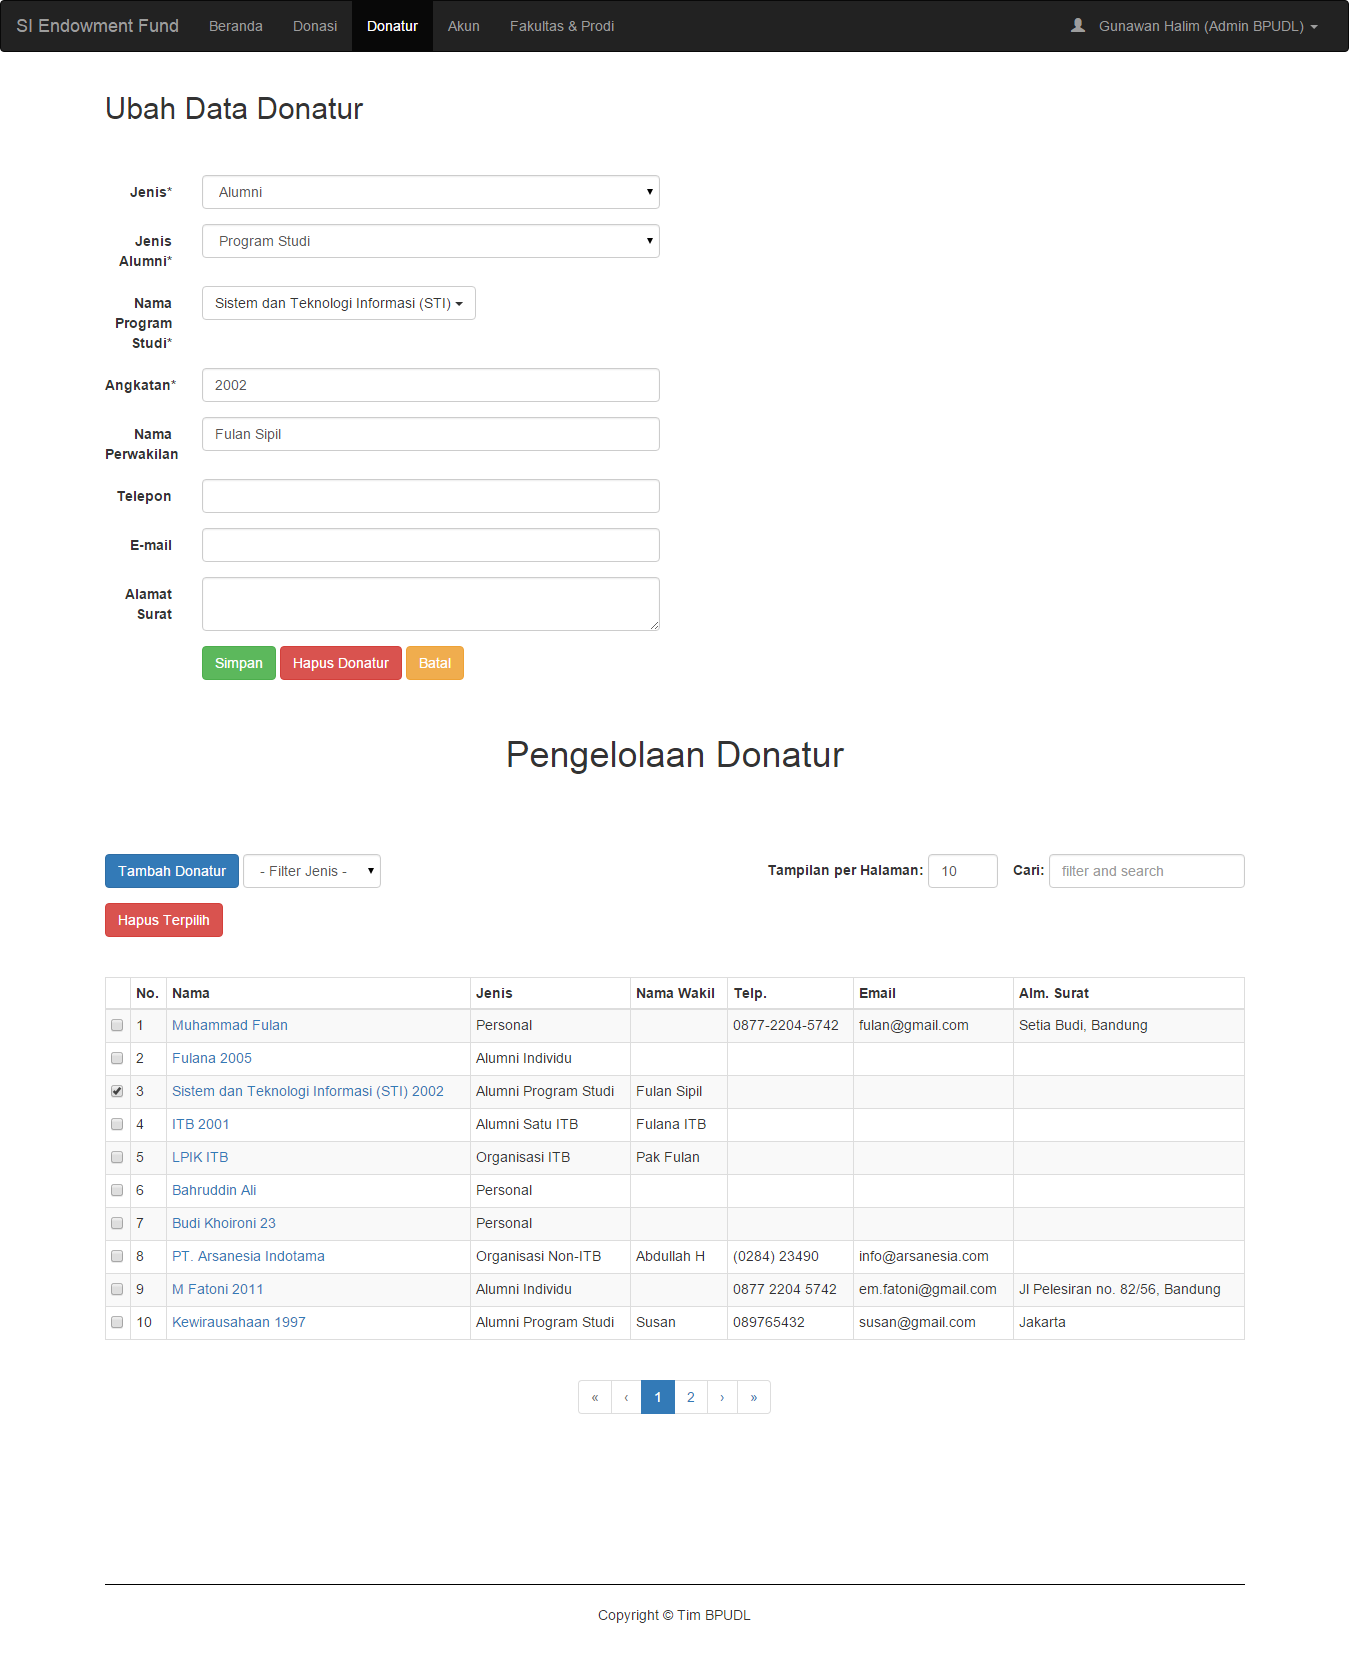 SI Endowment Fund Beranda Donasi Donatur Akun Fakultas & Prodi Gunawan Halim (Admin BPUDL)
Ubah Data Donatur
Jenis* Alumni
Jenis Alumni* Program Studi
Nama Program Studi* Sistem dan Teknologi Informasi (STI)
Angkatan* 2002
Nama Perwakilan Fulan Sipil
Telepon
E-mail
Alamat Surat
Simpan Hapus Donatur Batal
Pengelolaan Donatur
Tambah Donatur - Filter Jenis - Tampilan per Halaman: 10 Cari: filter and search
Hapus Terpilih
No. Nama Jenis Nama Wakil Telp. Email Alm. Surat
1 Muhammad Fulan Personal 0877-2204-5742 fulan@gmail.com Setia Budi, Bandung
2 Fulana 2005 Alumni Individu
3 Sistem dan Teknologi Informasi (STI) 2002 Alumni Program Studi Fulan Sipil
4 ITB 2001 Alumni Satu ITB Fulana ITB
5 LPIK ITB Organisasi ITB Pak Fulan
6 Bahruddin Ali Personal
7 Budi Khoironi 23 Personal
8 PT. Arsanesia Indotama Organisasi Non-ITB Abdullah H (0284) 23490 info@arsanesia.com
9 M Fatoni 2011 Alumni Individu 0877 2204 5742 em.fatoni@gmail.com Jl Pelesiran no. 82/56, Bandung
10 Kewirausahaan 1997 Alumni Program Studi Susan 089765432 susan@gmail.com Jakarta
« ‹ 1 2 › »
Copyright © Tim BPUDL